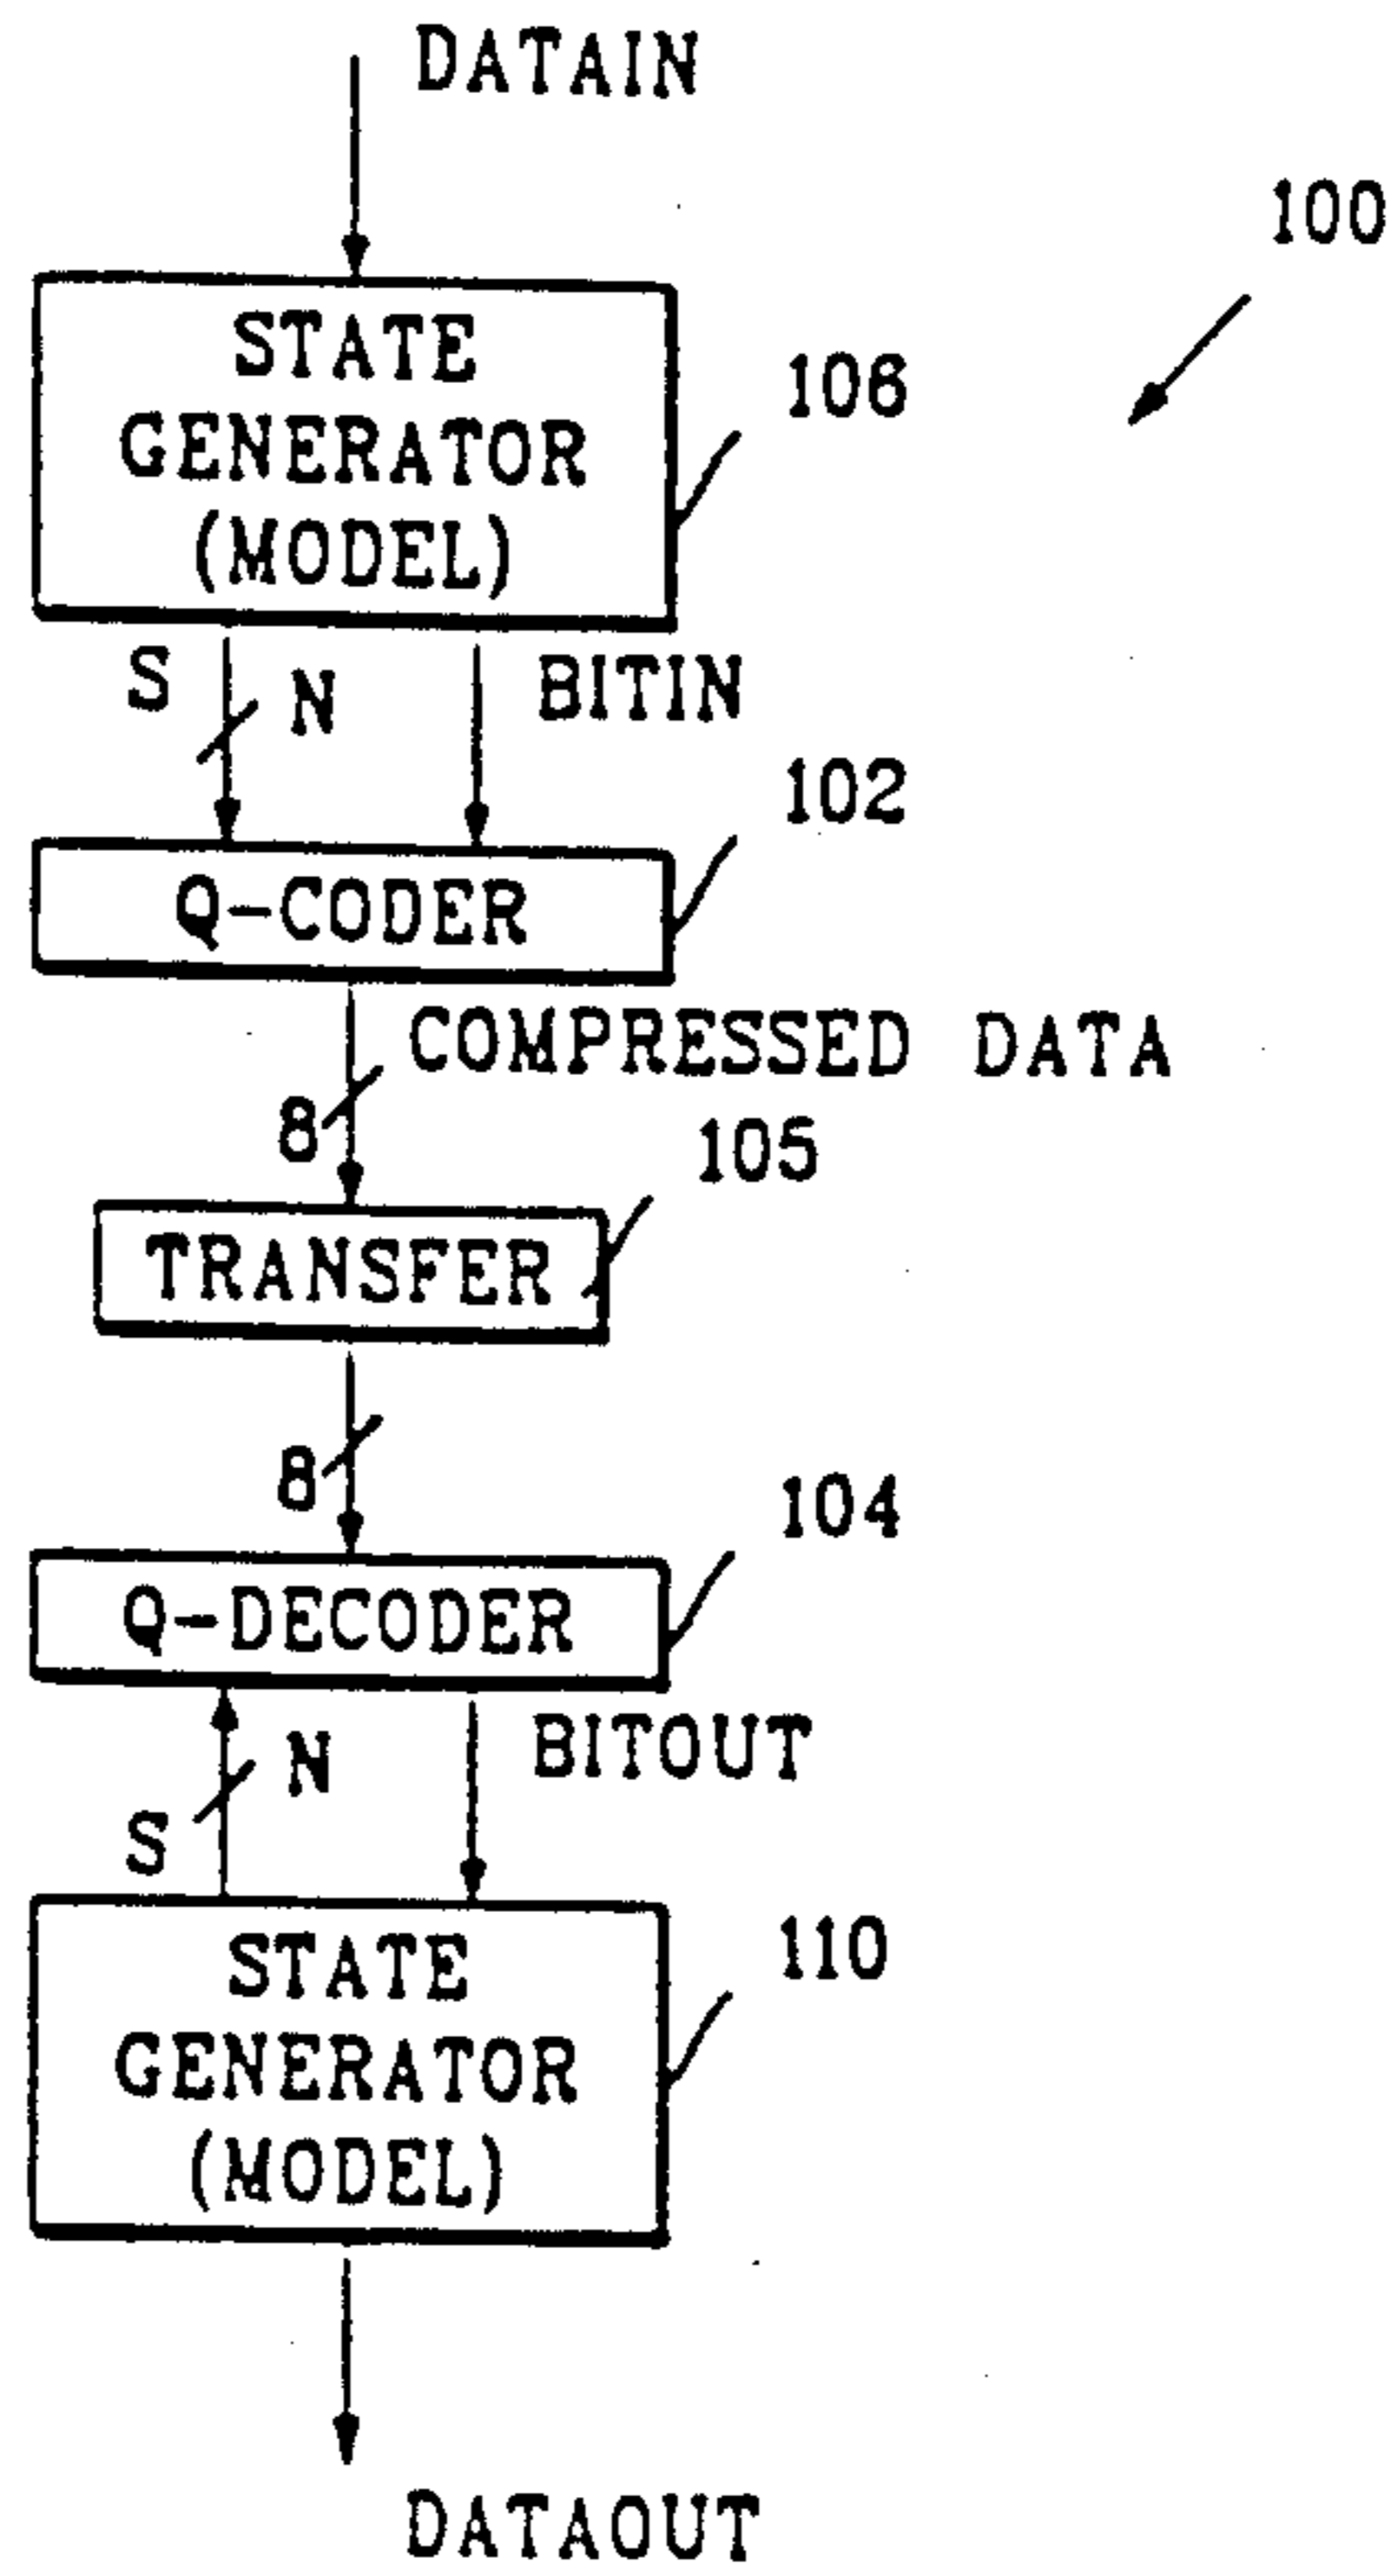 DATAIN
100
STATE
GENERATOR
(MODEL)
106
S
N
BITIN
102
Q-CODER
COMPRESSED DATA
8
105
TRANSFER
8
104
Q-DECODER
N
BITOUT
S
STATE
GENERATOR
(MODEL)
110
DATAOUT